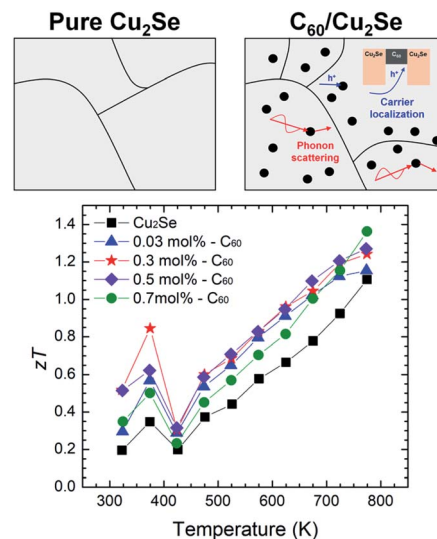 Pure Cu₂Se
C₆₀/Cu₂Se
Cu₂Se
C₆₀
Cu₂Se
h⁺
h⁺
Carrier
localization
Phonon
scattering
Phonon
scattering
1.4
1.2
1.0
0.8
0.6
0.4
0.2
0.0
zT
Cu₂Se
0.03 mol% - C₆₀
0.3 mol% - C₆₀
0.5 mol% - C₆₀
0.7mol% - C₆₀
300 400 500 600 700 800
Temperature (K)